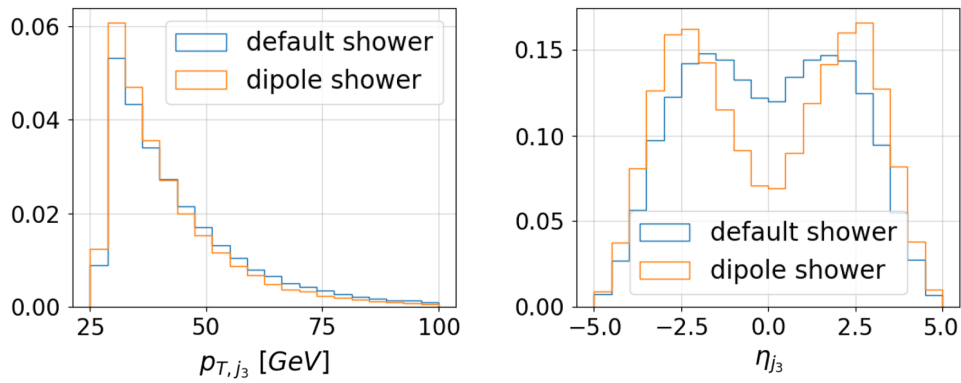 0.06
0.04
0.02
0.00
25
50
75
100
p_{T, j_3} [GeV]
default shower
dipole shower
0.15
0.10
0.05
0.00
−5.0
−2.5
0.0
2.5
5.0
η_{j_3}
default shower
dipole shower